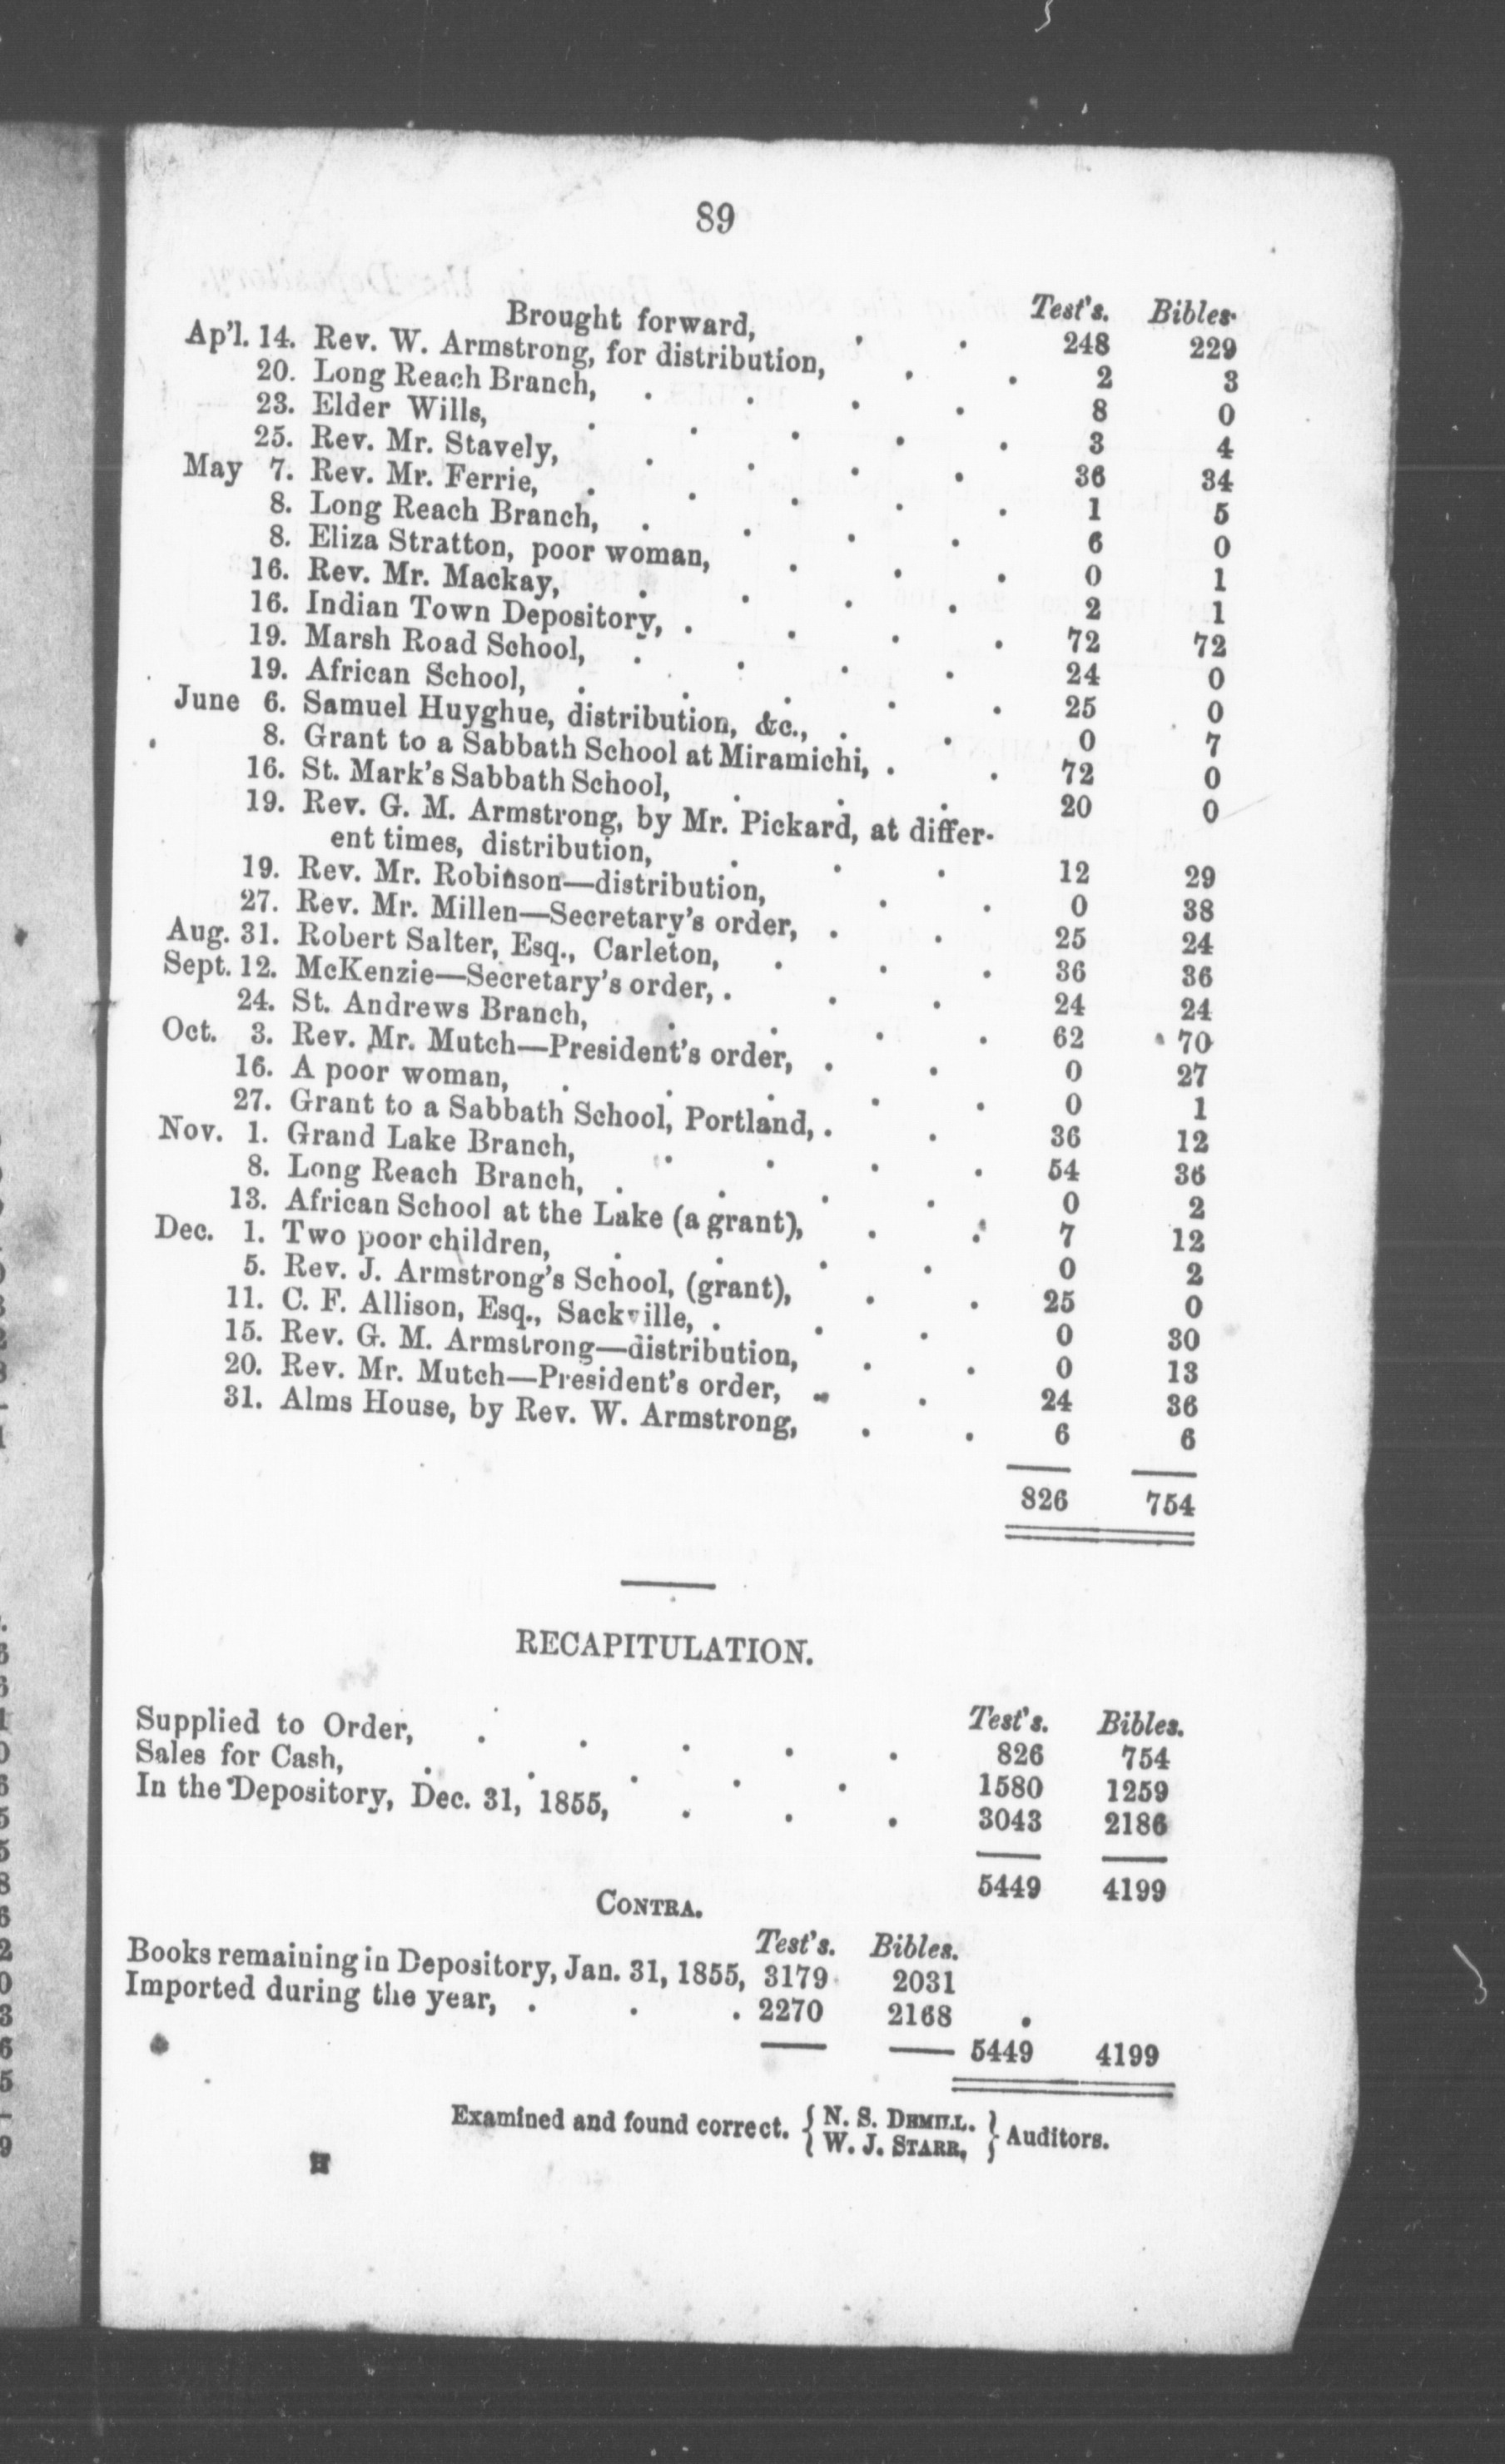 89
Test's. Bibles.
Brought forward, . . 248 229
Ap'l. 14. Rev. W. Armstrong, for distribution, . . 2 3
20. Long Reach Branch, . . . . 8 0
23. Elder Wills, . . . . . 3 4
25. Rev. Mr. Stavely, . . . . 36 34
May 7. Rev. Mr. Ferrie, . . . . . 1 5
8. Long Reach Branch, . . . . 6 0
8. Eliza Stratton, poor woman, . . . 0 1
16. Rev. Mr. Mackay, . . . . 2 1
16. Indian Town Depository, . . . . 72 72
19. Marsh Road School, . . . . 24 0
19. African School, . . . . . 25 0
June 6. Samuel Huyghue, distribution, &c., . . 0 7
8. Grant to a Sabbath School at Miramichi, . . 72 0
16. St. Mark's Sabbath School, . . . 20 0
19. Rev. G. M. Armstrong, by Mr. Pickard, at differ-
ent times, distribution, . . . 12 29
19. Rev. Mr. Robinson—distribution, . . 0 38
27. Rev. Mr. Millen—Secretary's order, . . 25 24
Aug. 31. Robert Salter, Esq., Carleton, . . . 36 36
Sept. 12. McKenzie—Secretary's order, . . . 24 24
24. St. Andrews Branch, . . . . 62 70
Oct. 3. Rev. Mr. Mutch—President's order, . . 0 27
16. A poor woman, . . . . . 0 1
27. Grant to a Sabbath School, Portland, . . 36 12
Nov. 1. Grand Lake Branch, . . . . 54 36
8. Long Reach Branch, . . . . 0 2
13. African School at the Lake (a grant), . . 7 12
Dec. 1. Two poor children, . . . . 0 2
5. Rev. J. Armstrong's School, (grant), . . 25 0
11. C. F. Allison, Esq., Sackville, . . . 0 30
15. Rev. G. M. Armstrong—distribution, . . 0 13
20. Rev. Mr. Mutch—President's order, . . 24 36
31. Alms House, by Rev. W. Armstrong, . . 6 6
826 754
RECAPITULATION.
Test's. Bibles.
Supplied to Order, . . . . . 826 754
Sales for Cash, . . . . . 1580 1259
In the Depository, Dec. 31, 1855, . . . 3043 2186
5449 4199
CONTRA.
Test's. Bibles.
Books remaining in Depository, Jan. 31, 1855, 3179 2031
Imported during the year, . . . 2270 2168 .
5449 4199
Examined and found correct. { N. S. DEMILL. } Auditors.
W. J. STARR,
H